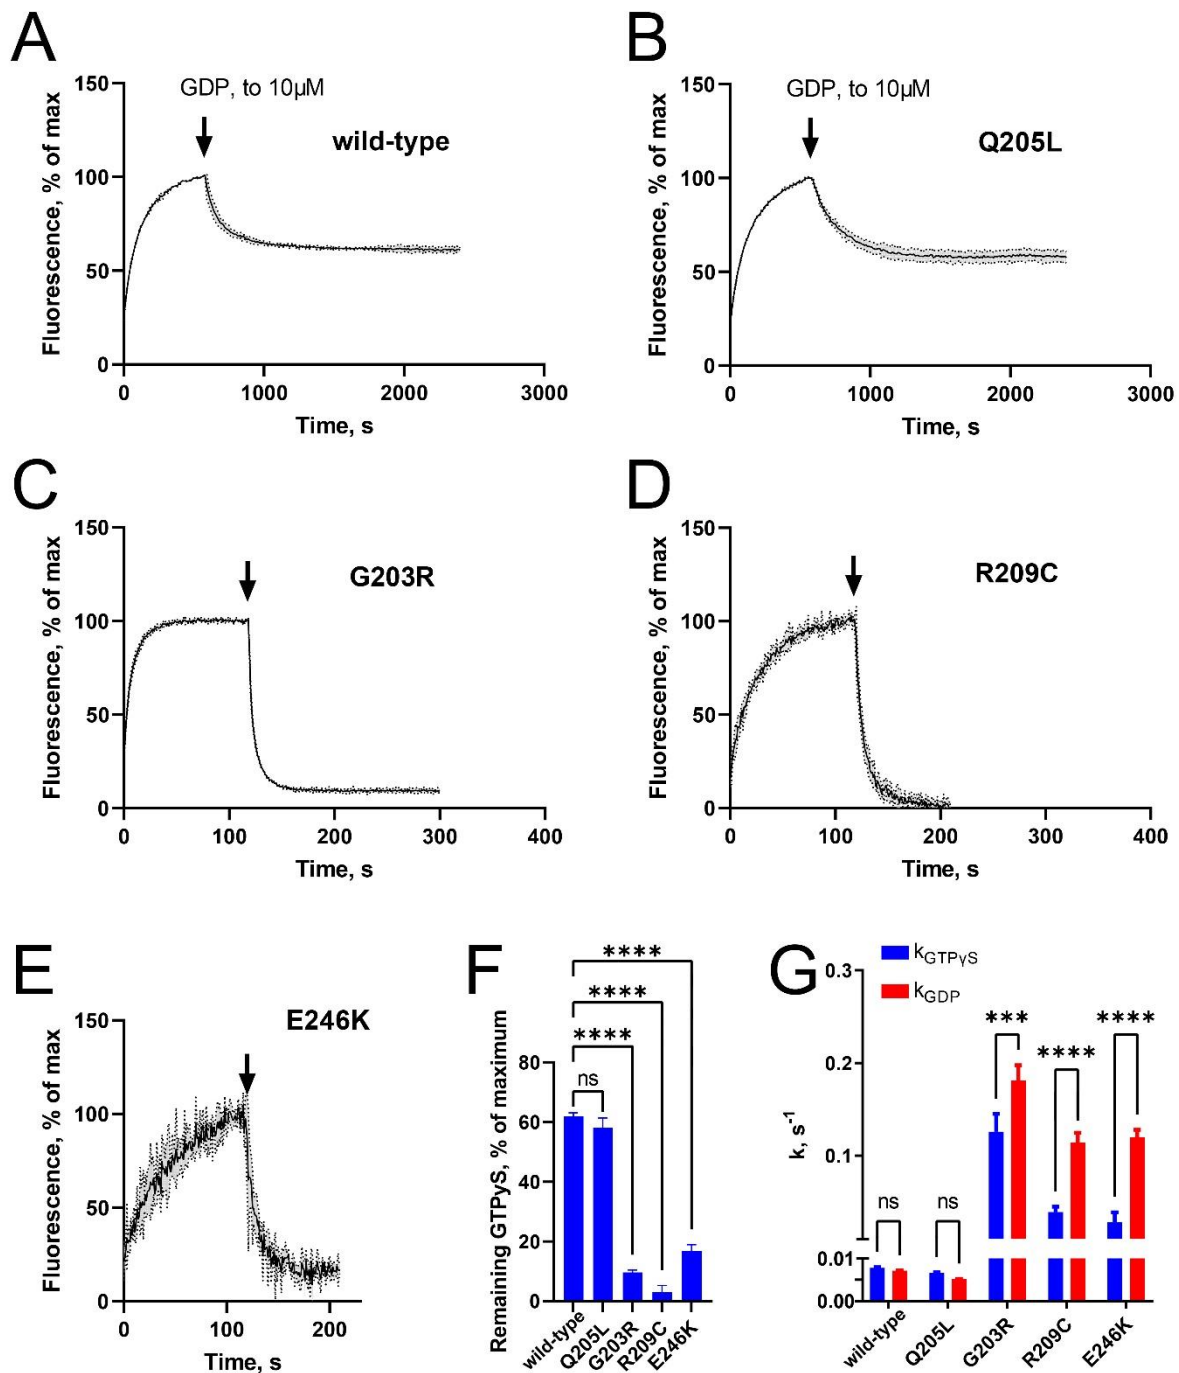 A
GDP, to 10μM
wild-type
Fluorescence, % of max
150
100
50
0
0 1000 2000 3000
Time, s
B
GDP, to 10μM
Q205L
Fluorescence, % of max
150
100
50
0
0 1000 2000 3000
Time, s
C
G203R
Fluorescence, % of max
150
100
50
0
0 100 200 300 400
Time, s
D
R209C
Fluorescence, % of max
150
100
50
0
0 100 200 300 400
Time, s
E
E246K
Fluorescence, % of max
150
100
50
0
0 100 200
Time, s
F
****
****
****
ns
Remaining GTPγS, % of maximum
80
60
40
20
0
wild-type
Q205L
G203R
R209C
E246K
G
kGTPγS
kGDP
k, s-1
0.3
0.2
0.1
0.01
0.00
ns
ns
***
****
****
wild-type
Q205L
G203R
R209C
E246K